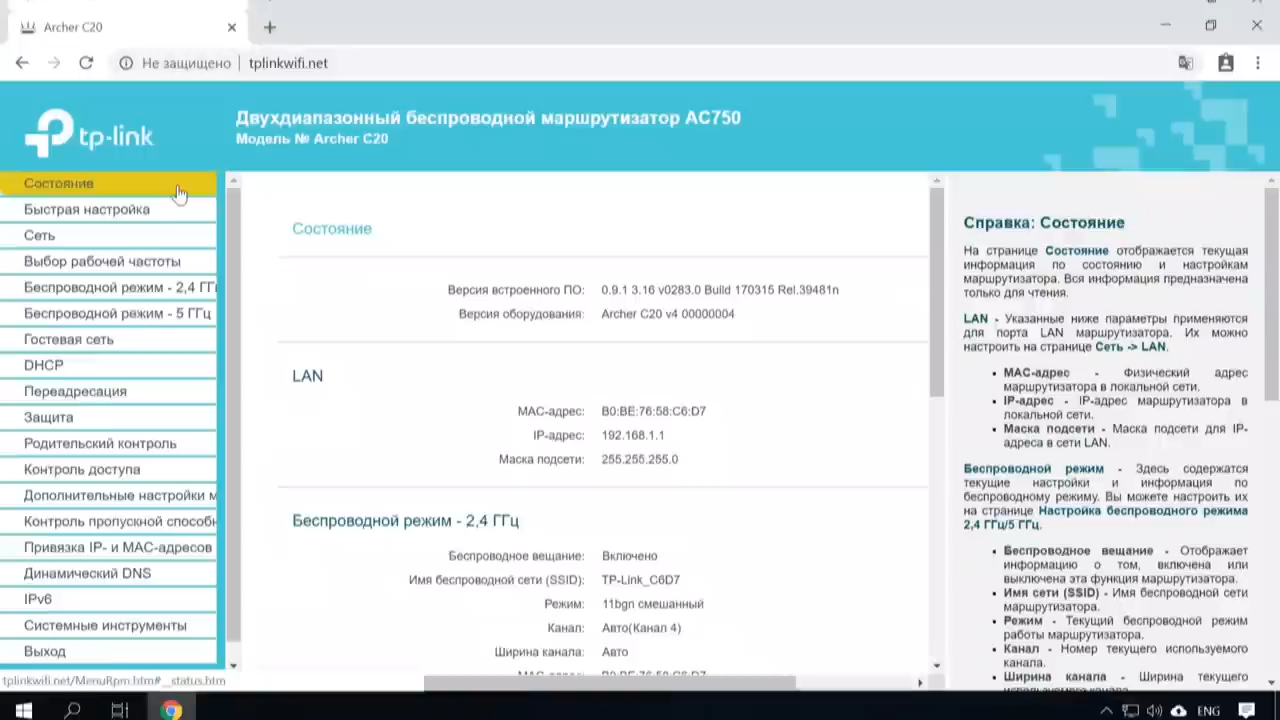 Archer C20
Не защищено
tplinkwifi.net
tp-link
Двухдиапазонный беспроводной маршрутизатор AC750
Модель № Archer C20
Состояние
Быстрая настройка
Сеть
Выбор рабочей частоты
Беспроводной режим - 2,4 ГГ
Беспроводной режим - 5 ГГц
Гостевая сеть
DHCP
Переадресация
Защита
Родительский контроль
Контроль доступа
Дополнительные настройки м
Контроль пропускной способн
Привязка IP- и MAC-адресов
Динамический DNS
IPv6
Системные инструменты
Выход
tplinkwifi.net/MenuRpm.htm#__status.htm
Состояние
Версия встроенного ПО: 0.9.1 3.16 v0283.0 Build 170315 Rel.39481n
Версия оборудования: Archer C20 v4 00000004
LAN
MAC-адрес: B0:BE:76:58:C6:D7
IP-адрес: 192.168.1.1
Маска подсети: 255.255.255.0
Беспроводной режим - 2,4 ГГц
Беспроводное вещание: Включено
Имя беспроводной сети (SSID): TP-Link_C6D7
Режим: 11bgn смешанный
Канал: Авто(Канал 4)
Ширина канала: Авто
MAC-адрес: B0:BE:76:58:C6:D7
Справка: Состояние
На странице Состояние отображается текущая
информация по состоянию и настройкам
маршрутизатора. Вся информация предназначена
только для чтения.
LAN - Указанные ниже параметры применяются
для порта LAN маршрутизатора. Их можно
настроить на странице Сеть -> LAN.
• MAC-адрес - Физический адрес
маршрутизатора в локальной сети.
• IP-адрес - IP-адрес маршрутизатора в
локальной сети.
• Маска подсети - Маска подсети для IP-
адреса в сети LAN.
Беспроводной режим - Здесь содержатся
текущие настройки и информация по
беспроводному режиму. Вы можете настроить их
на странице Настройка беспроводного режима
2,4 ГГц/5 ГГц.
• Беспроводное вещание - Отображает
информацию о том, включена или
выключена эта функция маршрутизатора.
• Имя сети (SSID) - Имя беспроводной сети
маршрутизатора.
• Режим - Текущий беспроводной режим
работы маршрутизатора.
• Канал - Номер текущего используемого
канала.
• Ширина канала - Ширина текущего
используемого канала.
ENG